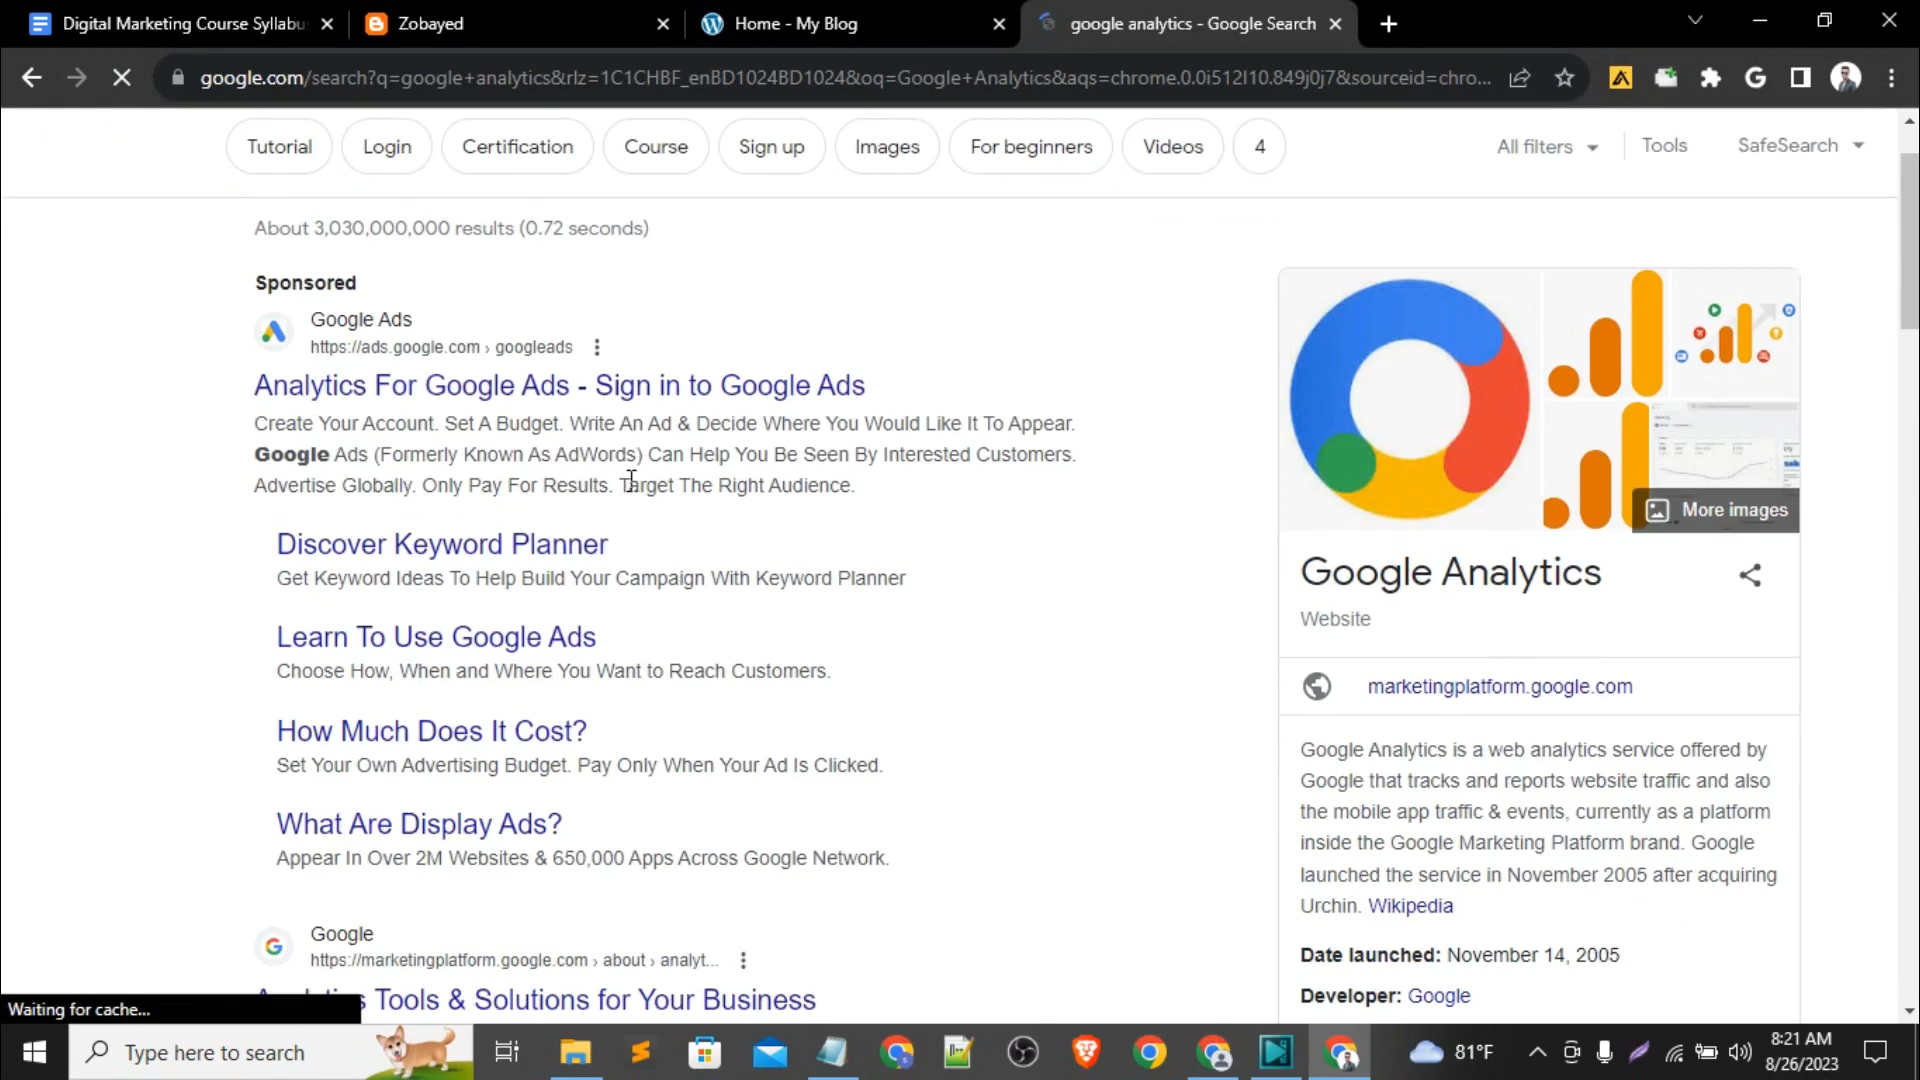 Digital Marketing Course Syllabu
Zobayed
Home - My Blog
google analytics - Google Search
google.com/search?q=google+analytics&rlz=1C1CHBF_enBD1024BD1024&oq=Google+Analytics&aqs=chrome.0.0i512l10.849j0j7&sourceid=chro...
Tutorial
Login
Certification
Course
Sign up
Images
For beginners
Videos
4
All filters
Tools
SafeSearch
About 3,030,000,000 results (0.72 seconds)
Sponsored
Google Ads
https://ads.google.com › googleads
Analytics For Google Ads - Sign in to Google Ads
Create Your Account. Set A Budget. Write An Ad & Decide Where You Would Like It To Appear.
Google Ads (Formerly Known As AdWords) Can Help You Be Seen By Interested Customers.
Advertise Globally. Only Pay For Results. Target The Right Audience.
Discover Keyword Planner
Get Keyword Ideas To Help Build Your Campaign With Keyword Planner
Learn To Use Google Ads
Choose How, When and Where You Want to Reach Customers.
How Much Does It Cost?
Set Your Own Advertising Budget. Pay Only When Your Ad Is Clicked.
What Are Display Ads?
Appear In Over 2M Websites & 650,000 Apps Across Google Network.
Google
https://marketingplatform.google.com › about › analyt...
Tools & Solutions for Your Business
More images
Google Analytics
Website
marketingplatform.google.com
Google Analytics is a web analytics service offered by
Google that tracks and reports website traffic and also
the mobile app traffic & events, currently as a platform
inside the Google Marketing Platform brand. Google
launched the service in November 2005 after acquiring
Urchin. Wikipedia
Date launched: November 14, 2005
Developer: Google
Waiting for cache...
Type here to search
81°F
8:21 AM
8/26/2023